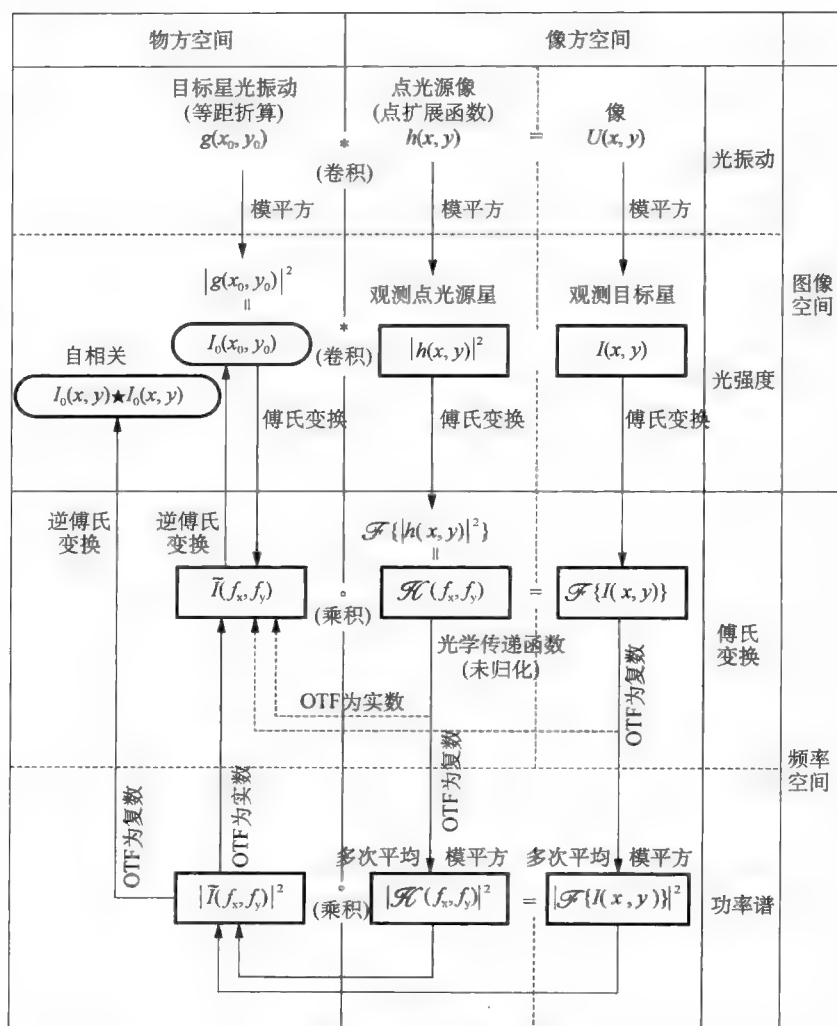 物方空间
像方空间
目标星光振动
(等距折算)
g(x₀, y₀)
*
(卷积)
点光源像
(点扩展函数)
h(x, y)
=
像
U(x, y)
光振动
模平方
模平方
模平方
|g(x₀, y₀)|²
=
I₀(x₀, y₀)
*
(卷积)
观测点光源星
|h(x, y)|²
观测目标星
I(x, y)
图像
空间
光强度
自相关
I₀(x, y)★I₀(x, y)
傅氏变换
傅氏变换
傅氏变换
逆傅氏
变换
逆傅氏
变换
ℱ{|h(x, y)|²}
=
Ĩ(fₓ, f_y)
∘
(乘积)
ℋ(fₓ, f_y)
=
ℱ{I(x, y)}
光学传递函数
(未归化)
傅氏
变换
OTF为实数
OTF为复数
OTF为复数
OTF为实数
OTF为复数
频率
空间
多次平均 模平方
多次平均 模平方
|Ĩ(fₓ, f_y)|²
∘
(乘积)
|ℋ(fₓ, f_y)|²
=
|ℱ{I(x, y)}|²
功率谱